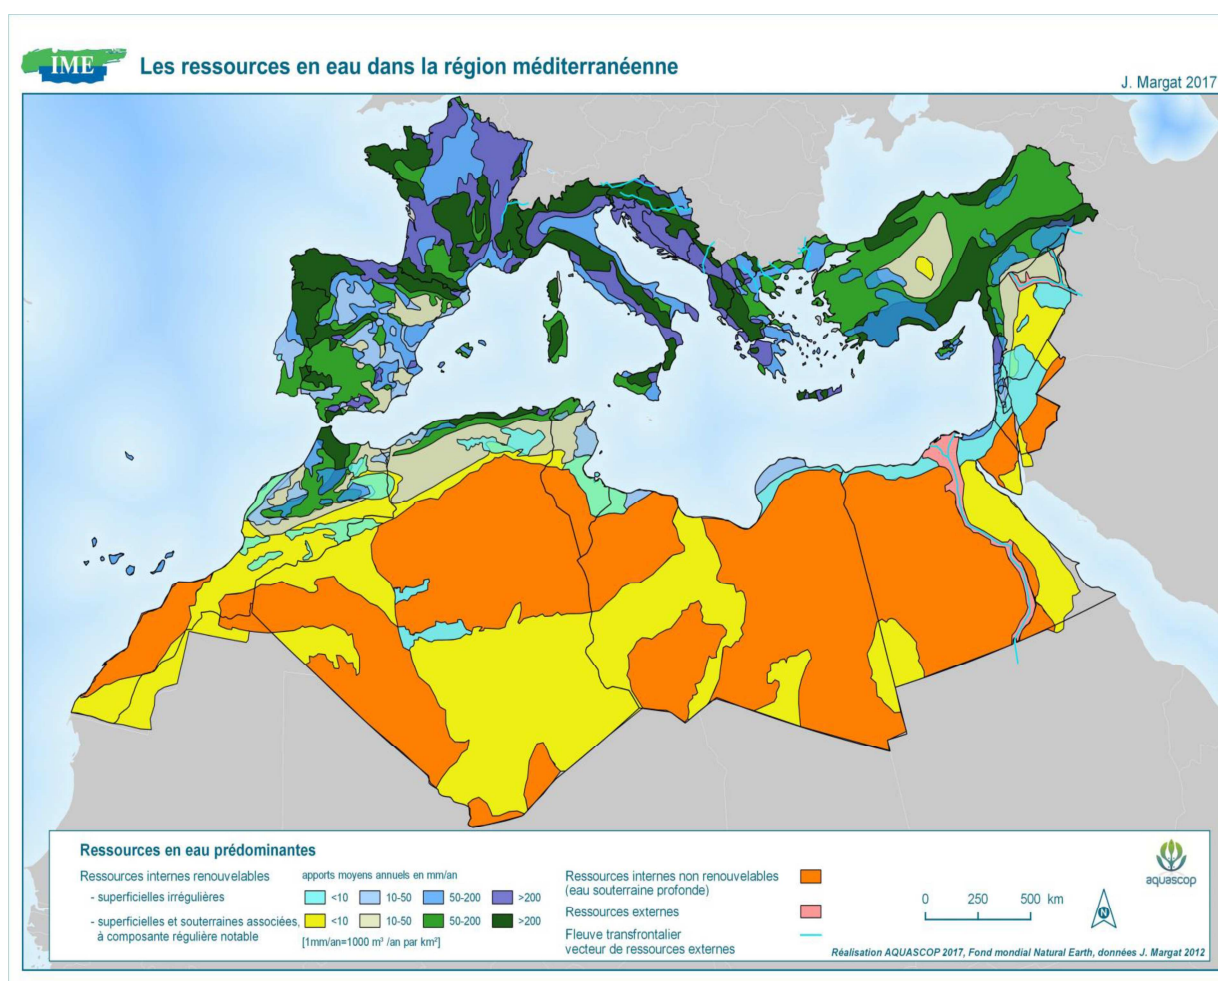 IME
Les ressources en eau dans la région méditerranéenne
J. Margat 2017
Ressources en eau prédominantes
Ressources internes renouvelables
apports moyens annuels en mm/an
- superficielles irrégulières
<10
10-50
50-200
>200
- superficielles et souterraines associées,
à composante régulière notable
<10
10-50
50-200
>200
[1mm/an=1000 m³ /an par km²]
Ressources internes non renouvelables
(eau souterraine profonde)
Ressources externes
Fleuve transfrontalier
vecteur de ressources externes
0 250 500 km
N
aquascop
Réalisation AQUASCOP 2017, Fond mondial Natural Earth, données J. Margat 2012